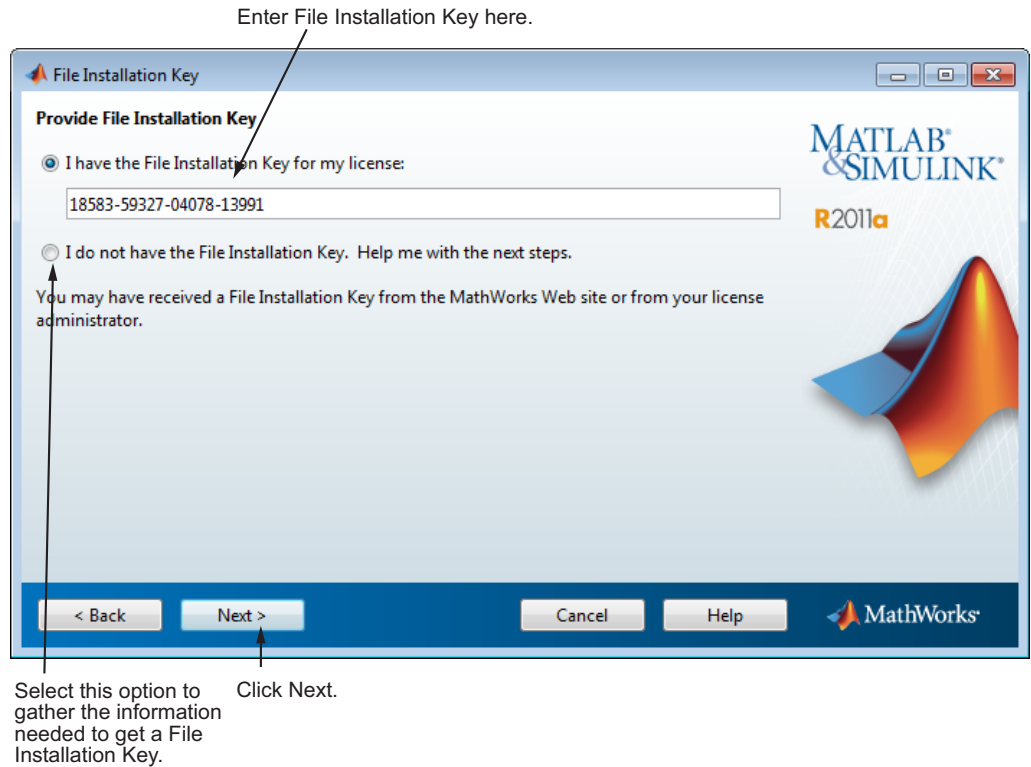 Enter File Installation Key here.
File Installation Key
Provide File Installation Key
I have the File Installation Key for my license:
18583-59327-04078-13991
I do not have the File Installation Key. Help me with the next steps.
You may have received a File Installation Key from the MathWorks Web site or from your license
administrator.
MATLAB®
&SIMULINK®
R2011a
< Back
Next >
Cancel
Help
MathWorks®
Select this option to
gather the information
needed to get a File
Installation Key.
Click Next.